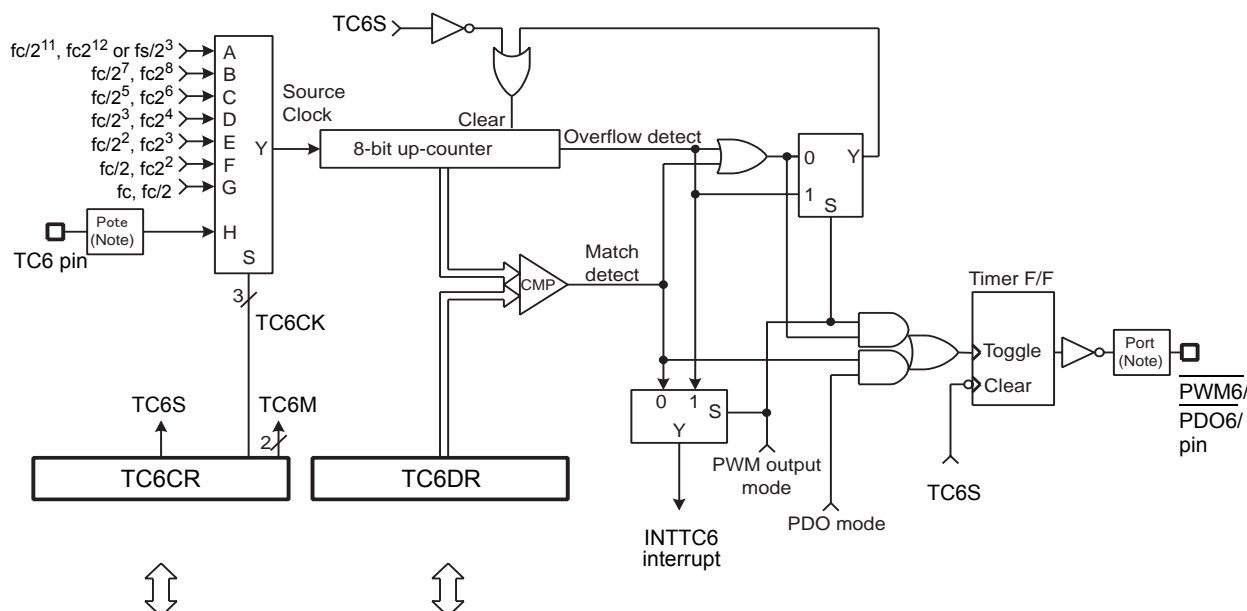 TC6S
fc/2¹¹, fc2¹² or fs/2³
fc/2⁷, fc2⁸
fc/2⁵, fc2⁶
fc/2³, fc2⁴
fc/2², fc2³
fc/2, fc2²
fc, fc/2
A
B
C
D
E
F
G
H
Y
S
Source
Clock
Clear
8-bit up-counter
Overflow detect
0
1
Y
S
Pote
(Note)
TC6 pin
3
TC6CK
CMP
Match
detect
Timer F/F
Toggle
Clear
Port
(Note)
PWM6/
PDO6/
pin
0 1
S
Y
TC6S
TC6M
2
TC6CR
TC6DR
PWM output
mode
PDO mode
TC6S
INTTC6
interrupt